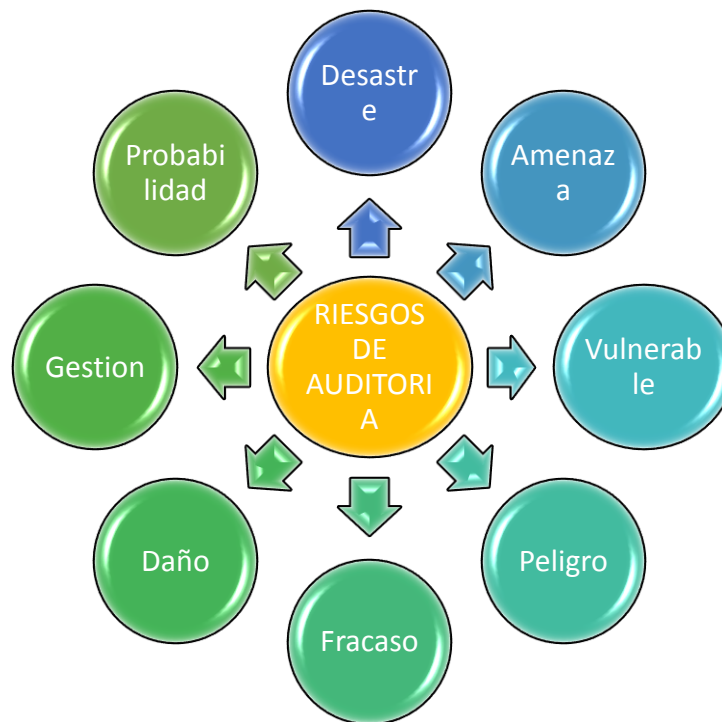 Desastr
e
Amenaz
a
Vulnerab
le
Peligro
Fracaso
Daño
Gestion
Probabi
lidad
RIESGOS
DE
AUDITORI
A